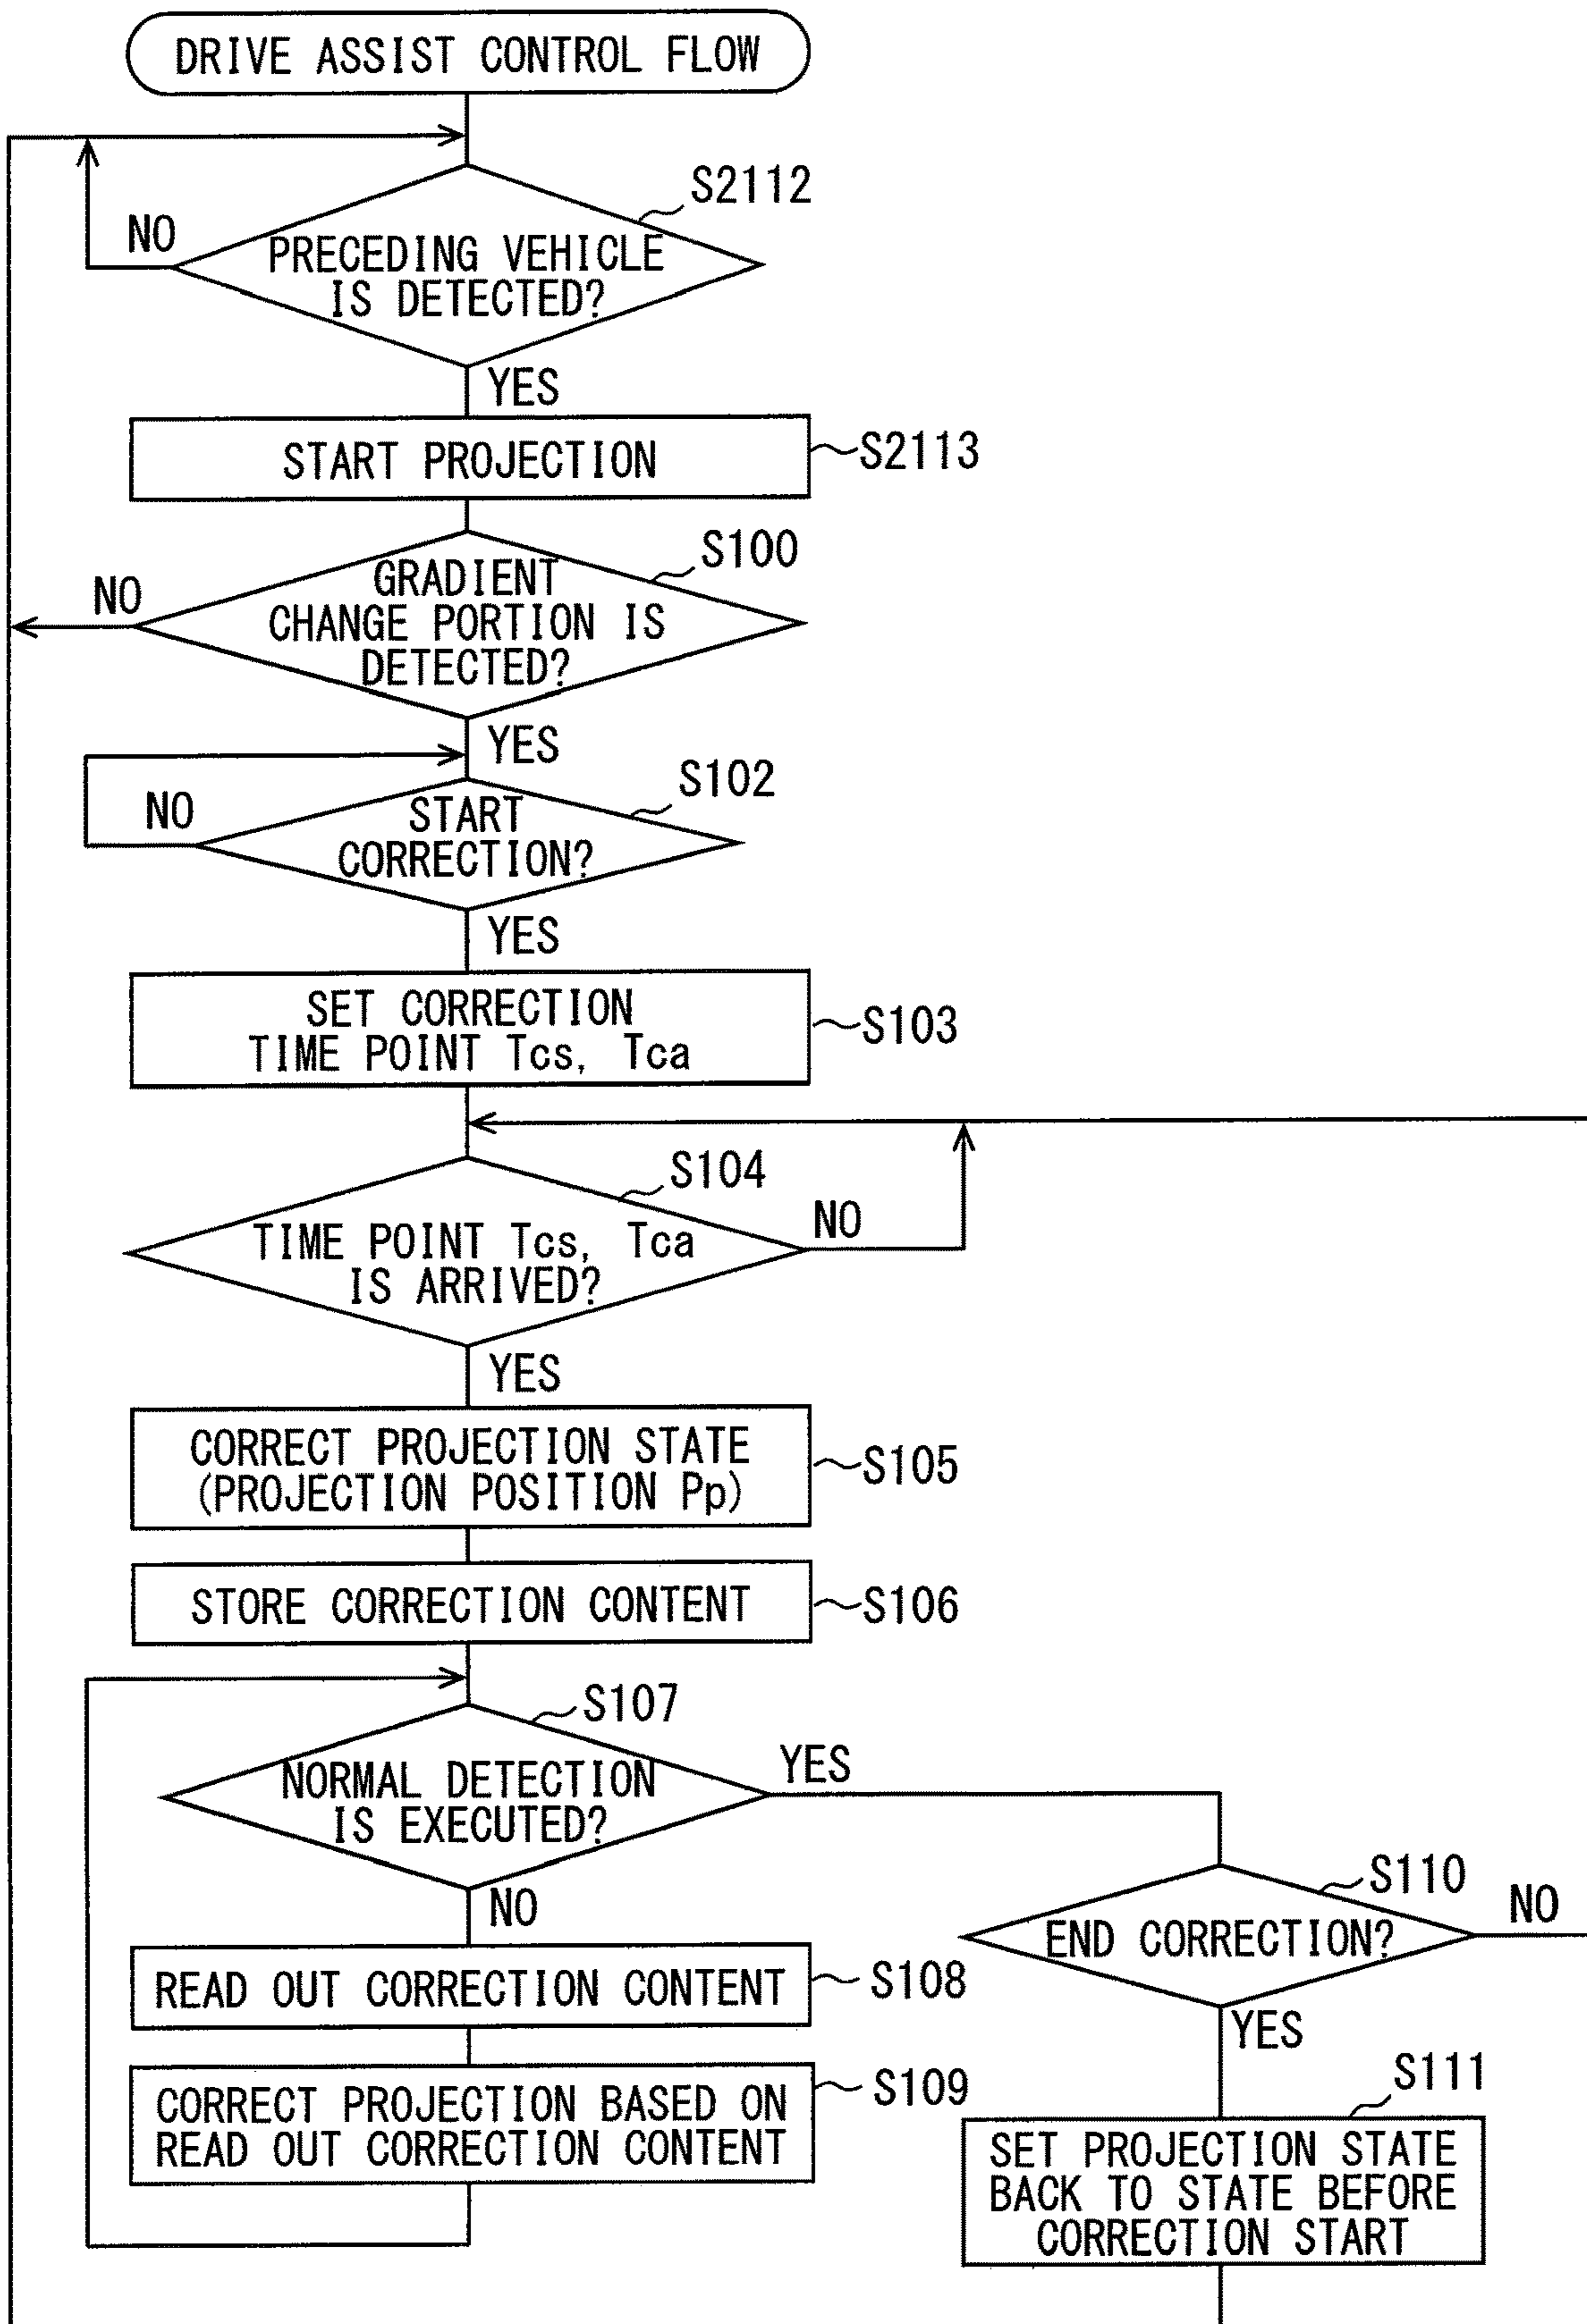 DRIVE ASSIST CONTROL FLOW
S2112
NO
PRECEDING VEHICLE
IS DETECTED?
YES
START PROJECTION
S2113
S100
NO
GRADIENT
CHANGE PORTION IS
DETECTED?
YES
S102
NO
START
CORRECTION?
YES
SET CORRECTION
TIME POINT Tcs, Tca
S103
S104
NO
TIME POINT Tcs, Tca
IS ARRIVED?
YES
CORRECT PROJECTION STATE
(PROJECTION POSITION Pp)
S105
STORE CORRECTION CONTENT
S106
S107
YES
NORMAL DETECTION
IS EXECUTED?
NO
S110
NO
END CORRECTION?
YES
READ OUT CORRECTION CONTENT
S108
CORRECT PROJECTION BASED ON
READ OUT CORRECTION CONTENT
S109
S111
SET PROJECTION STATE
BACK TO STATE BEFORE
CORRECTION START